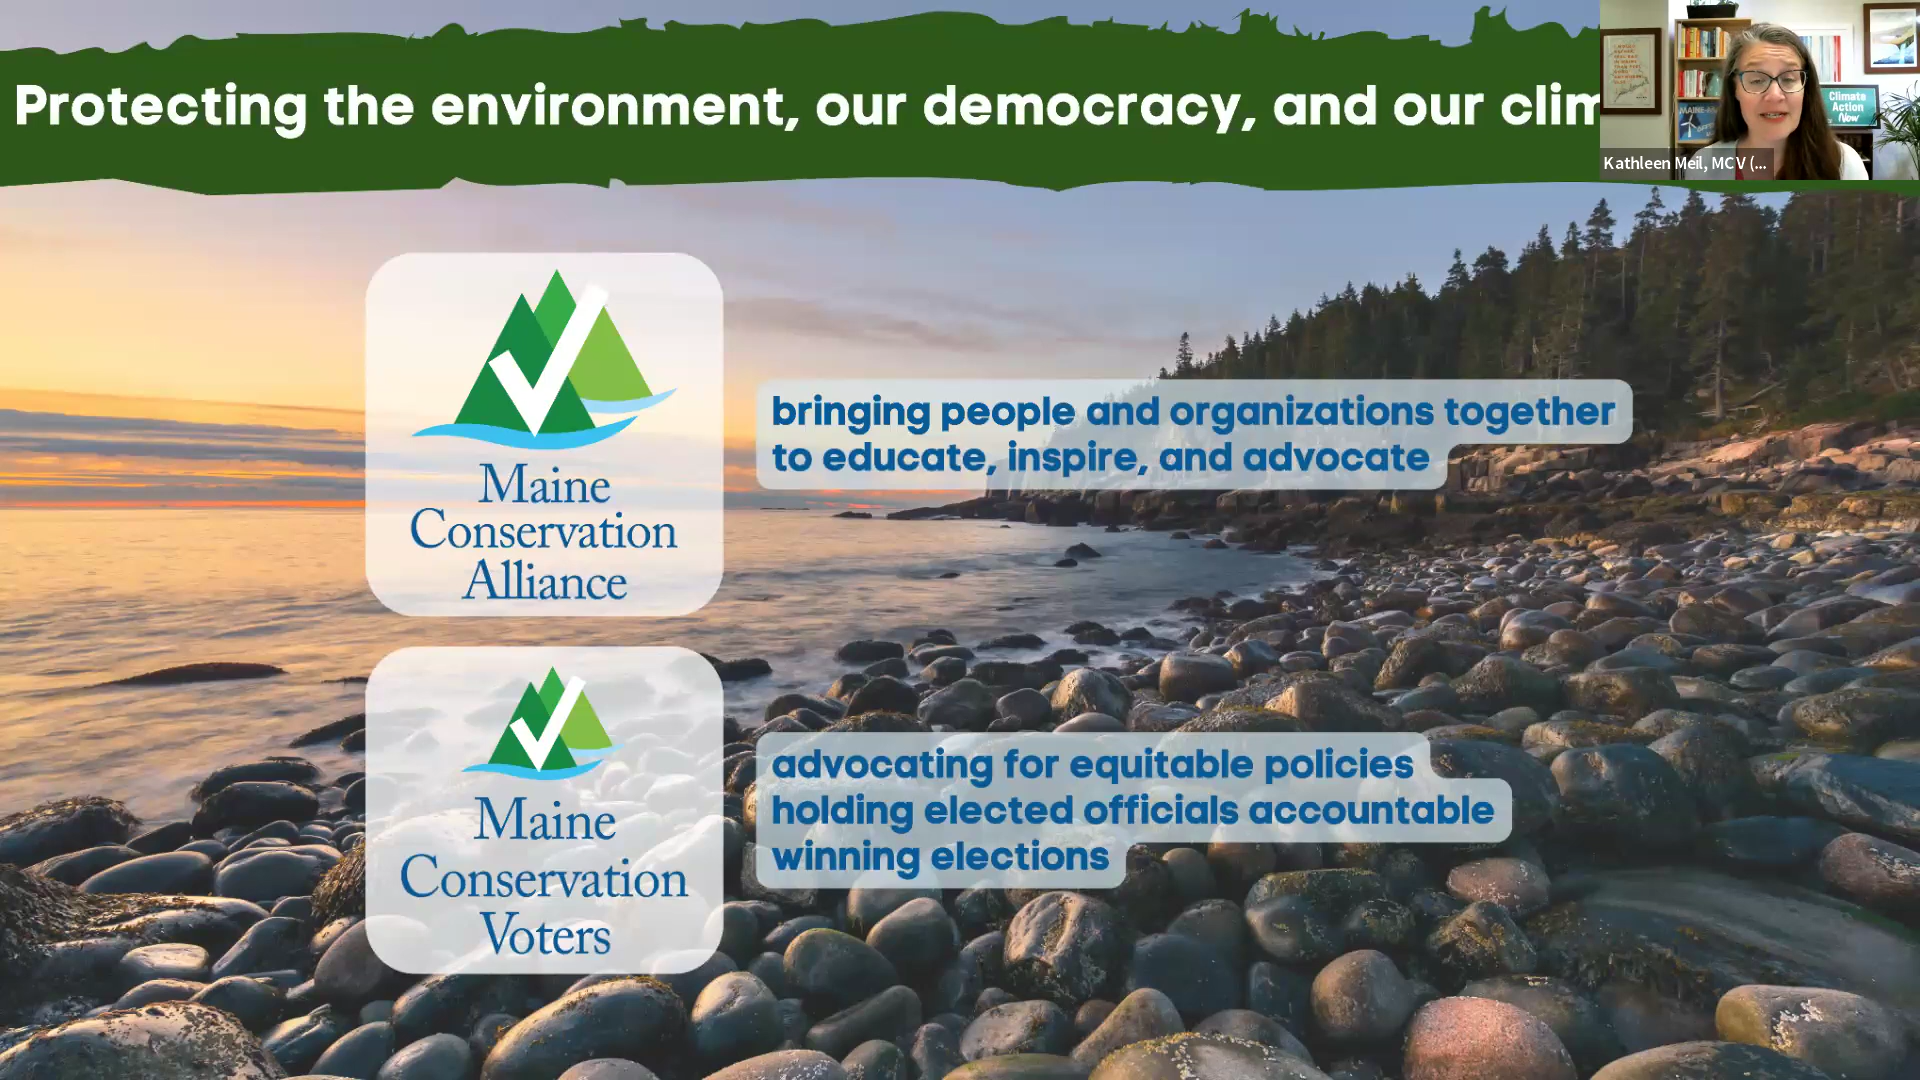 Protecting the environment, our democracy, and our clim
Climate
Action
Now
Kathleen Meil, MCV (...
Maine
Conservation
Alliance
bringing people and organizations together
to educate, inspire, and advocate
Maine
Conservation
Voters
advocating for equitable policies
holding elected officials accountable
winning elections